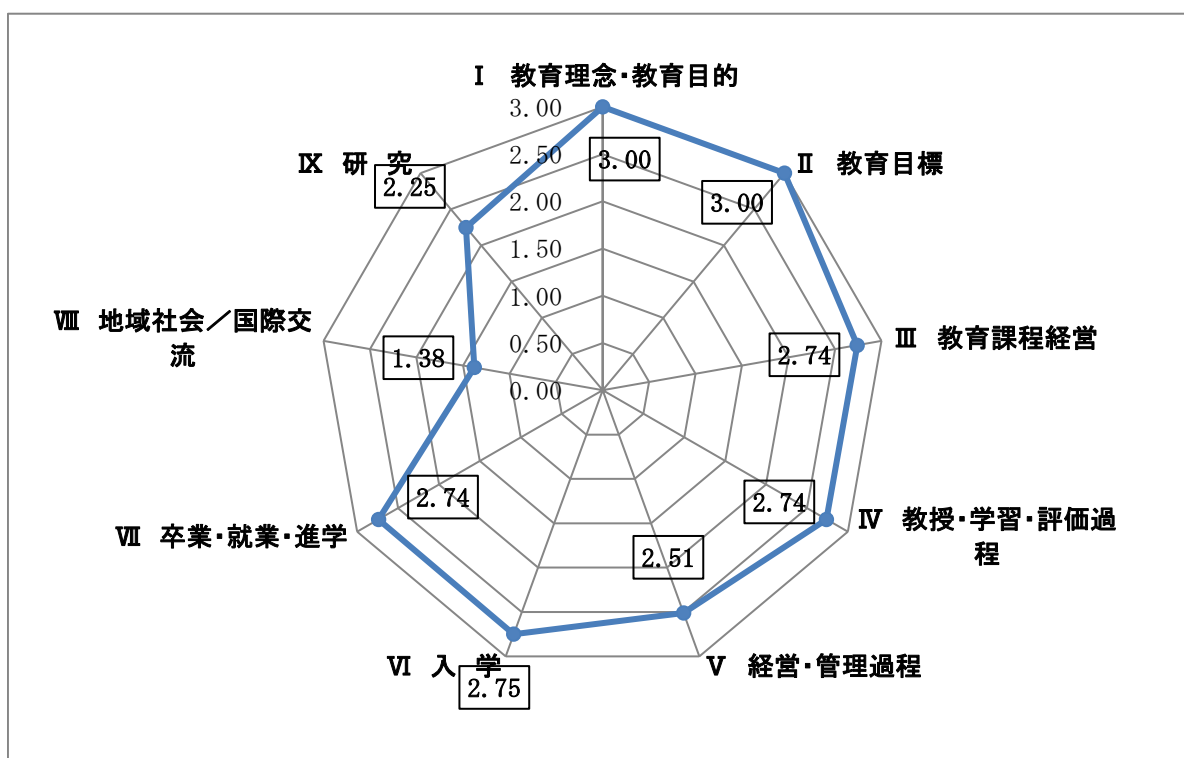 Ⅰ 教育理念・教育目的
3.00
2.50
2.00
1.50
1.00
0.50
0.00
3.00
Ⅱ 教育目標
3.00
Ⅲ 教育課程経営
2.74
Ⅳ 教授・学習・評価過
程
2.74
Ⅴ 経営・管理過程
2.51
Ⅵ 入 学
2.75
Ⅶ 卒業・就業・進学
2.74
Ⅷ 地域社会／国際交
流
1.38
Ⅸ 研 究
2.25